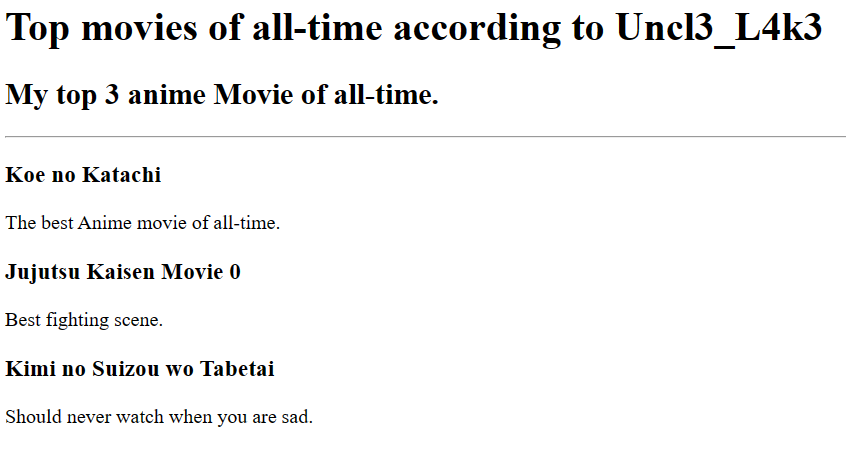 Top movies of all-time according to Uncl3_L4k3
My top 3 anime Movie of all-time.
Koe no Katachi
The best Anime movie of all-time.
Jujutsu Kaisen Movie 0
Best fighting scene.
Kimi no Suizou wo Tabetai
Should never watch when you are sad.